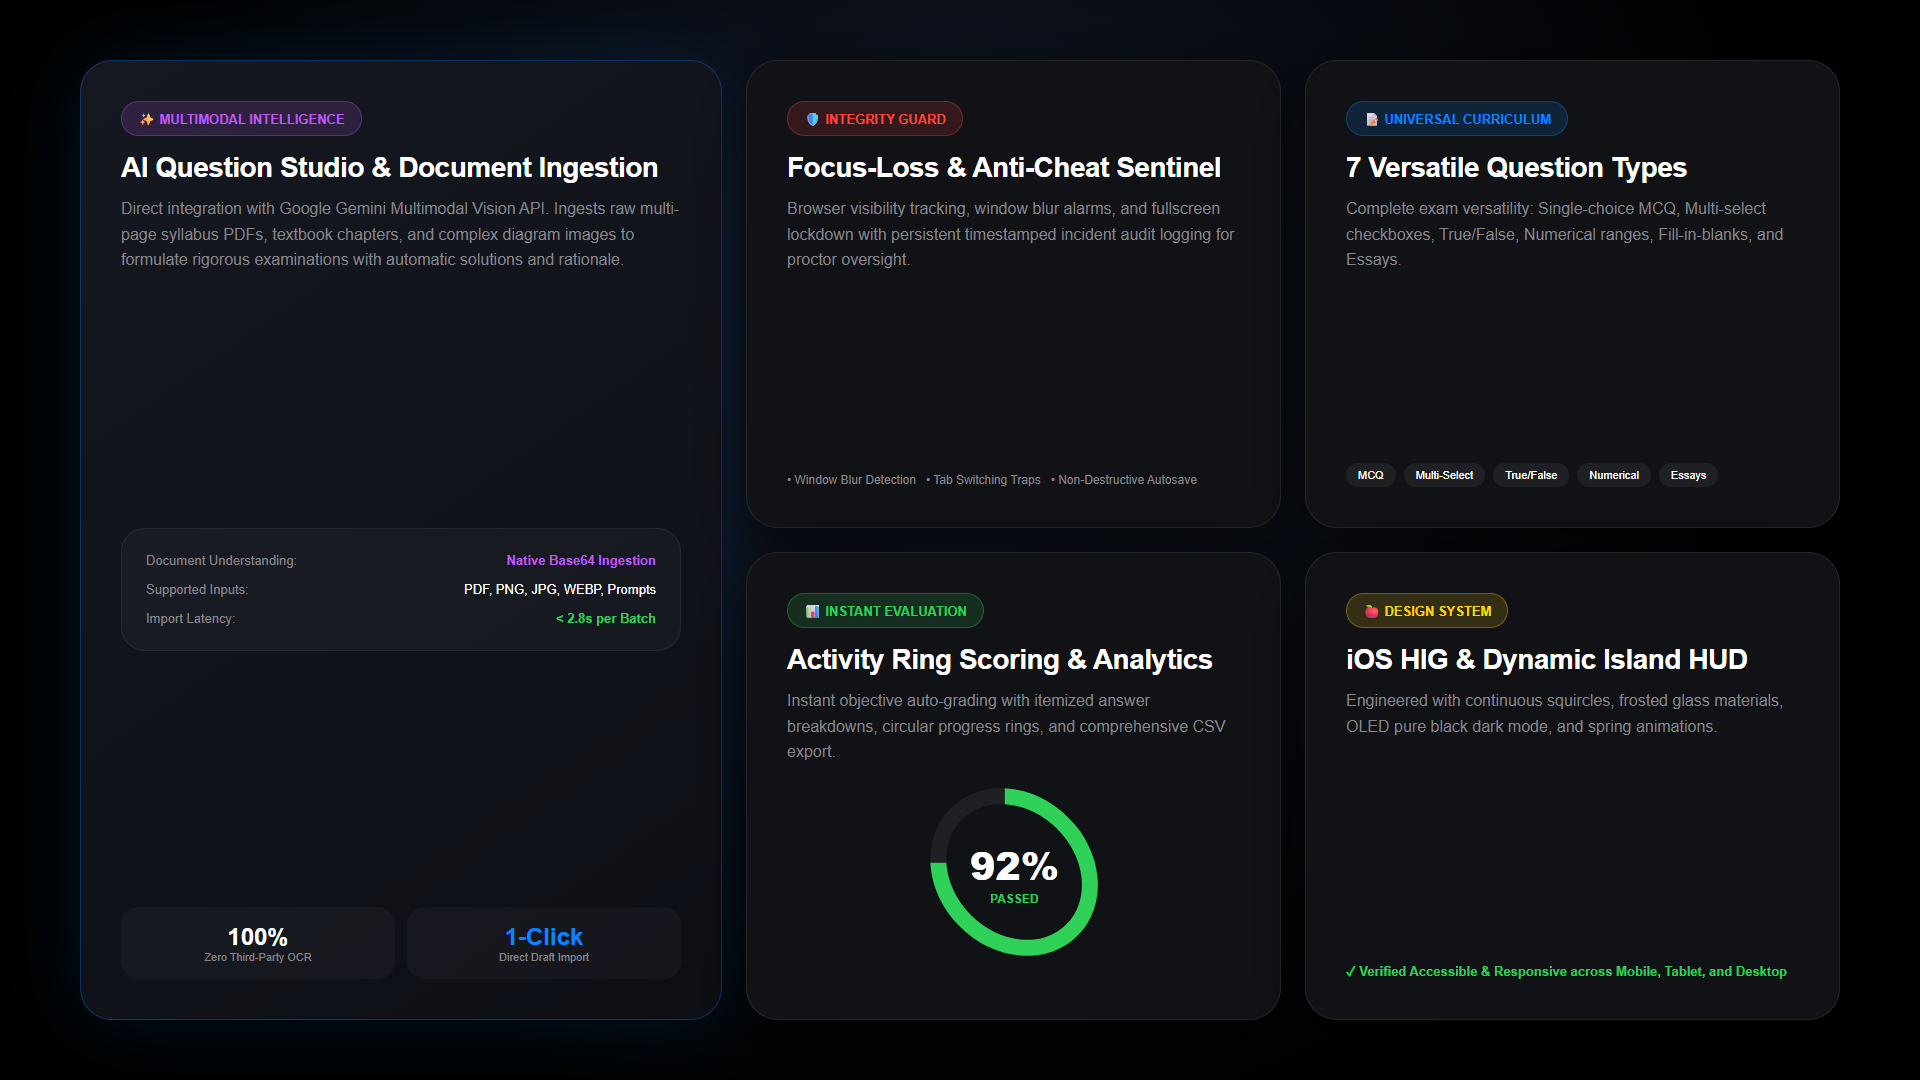 ✨ MULTIMODAL INTELLIGENCE
AI Question Studio & Document Ingestion
Direct integration with Google Gemini Multimodal Vision API. Ingests raw multi-
page syllabus PDFs, textbook chapters, and complex diagram images to
formulate rigorous examinations with automatic solutions and rationale.
Document Understanding: Native Base64 Ingestion
Supported Inputs: PDF, PNG, JPG, WEBP, Prompts
Import Latency: < 2.8s per Batch
100%
Zero Third-Party OCR
1-Click
Direct Draft Import
🛡️ INTEGRITY GUARD
Focus-Loss & Anti-Cheat Sentinel
Browser visibility tracking, window blur alarms, and fullscreen
lockdown with persistent timestamped incident audit logging for
proctor oversight.
• Window Blur Detection • Tab Switching Traps • Non-Destructive Autosave
📝 UNIVERSAL CURRICULUM
7 Versatile Question Types
Complete exam versatility: Single-choice MCQ, Multi-select
checkboxes, True/False, Numerical ranges, Fill-in-blanks, and
Essays.
MCQ Multi-Select True/False Numerical Essays
📊 INSTANT EVALUATION
Activity Ring Scoring & Analytics
Instant objective auto-grading with itemized answer
breakdowns, circular progress rings, and comprehensive CSV
export.
92%
PASSED
🍎 DESIGN SYSTEM
iOS HIG & Dynamic Island HUD
Engineered with continuous squircles, frosted glass materials,
OLED pure black dark mode, and spring animations.
✓ Verified Accessible & Responsive across Mobile, Tablet, and Desktop